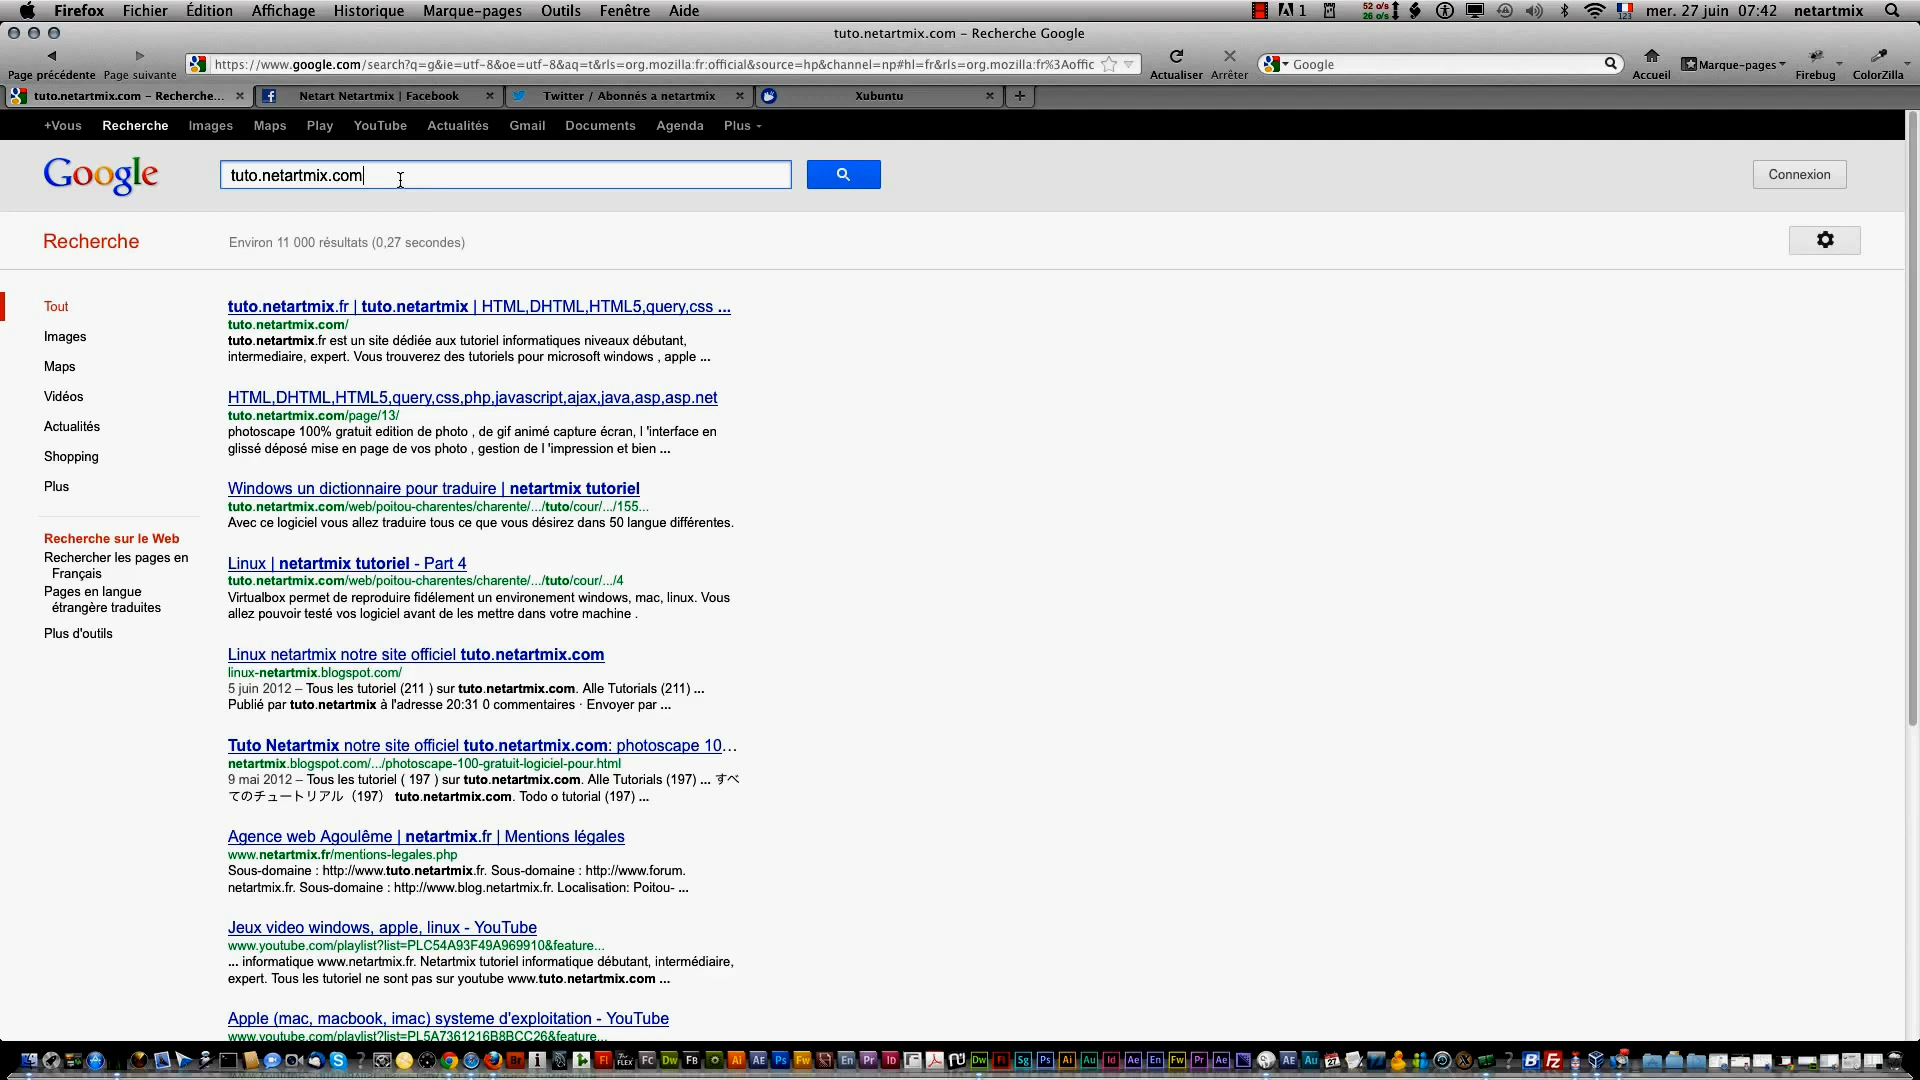 Firefox Fichier Édition Affichage Historique Marque-pages Outils Fenêtre Aide 1 52 o/s 26 o/s 123 mer. 27 juin 07:42 netartmix
tuto.netartmix.com – Recherche Google
https://www.google.com/search?q=g&ie=utf-8&oe=utf-8&aq=t&rls=org.mozilla:fr:official&source=hp&channel=np#hl=fr&rls=org.mozilla:fr%3Aoffic Google
Page précédente Page suivante Actualiser Arrêter Accueil Marque-pages Firebug ColorZilla
tuto.netartmix.com – Recherche... Netart Netartmix | Facebook Twitter / Abonnés a netartmix Xubuntu
+Vous Recherche Images Maps Play YouTube Actualités Gmail Documents Agenda Plus
Google tuto.netartmix.com Connexion
Recherche Environ 11 000 résultats (0,27 secondes)
Tout
Images
Maps
Vidéos
Actualités
Shopping
Plus
Recherche sur le Web
Rechercher les pages en
Français
Pages en langue
étrangère traduites
Plus d'outils
tuto.netartmix.fr | tuto.netartmix | HTML,DHTML,HTML5,query,css ...
tuto.netartmix.com/
tuto.netartmix.fr est un site dédiée aux tutoriel informatiques niveaux débutant,
intermediaire, expert. Vous trouverez des tutoriels pour microsoft windows , apple ...
HTML,DHTML,HTML5,query,css,php,javascript,ajax,java,asp,asp.net
tuto.netartmix.com/page/13/
photoscape 100% gratuit edition de photo , de gif animé capture écran, l 'interface en
glissé déposé mise en page de vos photo , gestion de l 'impression et bien ...
Windows un dictionnaire pour traduire | netartmix tutoriel
tuto.netartmix.com/web/poitou-charentes/charente/.../tuto/cour/.../155...
Avec ce logiciel vous allez traduire tous ce que vous désirez dans 50 langue différentes.
Linux | netartmix tutoriel - Part 4
tuto.netartmix.com/web/poitou-charentes/charente/.../tuto/cour/.../4
Virtualbox permet de reproduire fidélement un environement windows, mac, linux. Vous
allez pouvoir testé vos logiciel avant de les mettre dans votre machine .
Linux netartmix notre site officiel tuto.netartmix.com
linux-netartmix.blogspot.com/
5 juin 2012 – Tous les tutoriel (211 ) sur tuto.netartmix.com. Alle Tutorials (211) ...
Publié par tuto.netartmix à l'adresse 20:31 0 commentaires · Envoyer par ...
Tuto Netartmix notre site officiel tuto.netartmix.com: photoscape 10...
netartmix.blogspot.com/.../photoscape-100-gratuit-logiciel-pour.html
9 mai 2012 – Tous les tutoriel ( 197 ) sur tuto.netartmix.com. Alle Tutorials (197) ... すべ
てのチュートリアル（197） tuto.netartmix.com. Todo o tutorial (197) ...
Agence web Agoulême | netartmix.fr | Mentions légales
www.netartmix.fr/mentions-legales.php
Sous-domaine : http://www.tuto.netartmix.fr. Sous-domaine : http://www.forum.
netartmix.fr. Sous-domaine : http://www.blog.netartmix.fr. Localisation: Poitou- ...
Jeux video windows, apple, linux - YouTube
www.youtube.com/playlist?list=PLC54A93F49A969910&feature...
... informatique www.netartmix.fr. Netartmix tutoriel informatique débutant, intermédiaire,
expert. Tous les tutoriel ne sont pas sur youtube www.tuto.netartmix.com ...
Apple (mac, macbook, imac) systeme d'exploitation - YouTube
www.youtube.com/playlist?list=PL5A7361216B8BCC26&feature...